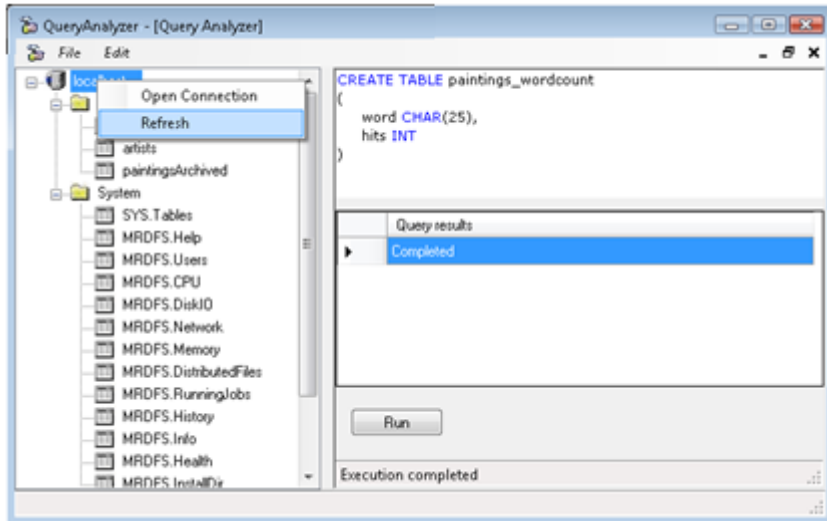 QueryAnalyzer - [Query Analyzer]
File Edit
Open Connection
Refresh
artists
paintingsArchived
System
SYS.Tables
MRDFS.Help
MRDFS.Users
MRDFS.CPU
MRDFS.DiskIO
MRDFS.Network
MRDFS.Memory
MRDFS.DistributedFiles
MRDFS.RunningJobs
MRDFS.History
MRDFS.Info
MRDFS.Health
MRDFS.InstallDir
CREATE TABLE paintings_wordcount
(
word CHAR(25),
hits INT
)
Query results
Completed
Run
Execution completed